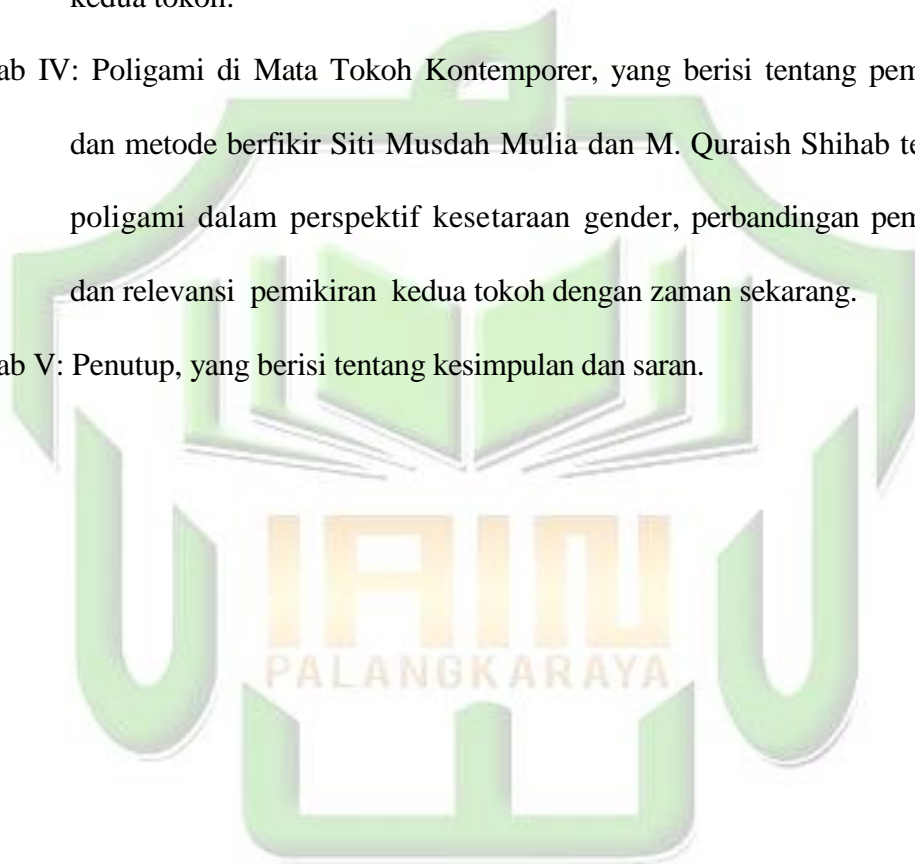 kedua tokoh.
ab IV: Poligami di Mata Tokoh Kontemporer, yang berisi tentang pem
dan metode berfikir Siti Musdah Mulia dan M. Quraish Shihab te
poligami dalam perspektif kesetaraan gender, perbandingan pem
dan relevansi pemikiran kedua tokoh dengan zaman sekarang.
ab V: Penutup, yang berisi tentang kesimpulan dan saran.
IAIN
PALANGKARAYA